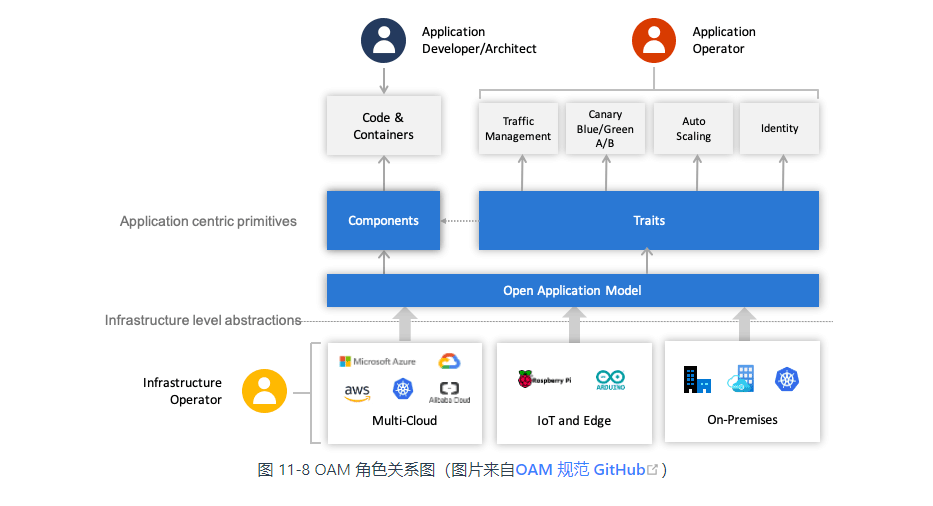 Application
Developer/Architect
Application
Operator
Code &
Containers
Traffic
Management
Canary
Blue/Green
A/B
Auto
Scaling
Identity
Application centric primitives
Components
Traits
Open Application Model
Infrastructure level abstractions
Infrastructure
Operator
Microsoft Azure
aws
Alibaba Cloud
Multi-Cloud
Raspberry Pi
ARDUINO
IoT and Edge
On-Premises
图 11-8 OAM 角色关系图（图片来自OAM 规范 GitHub）